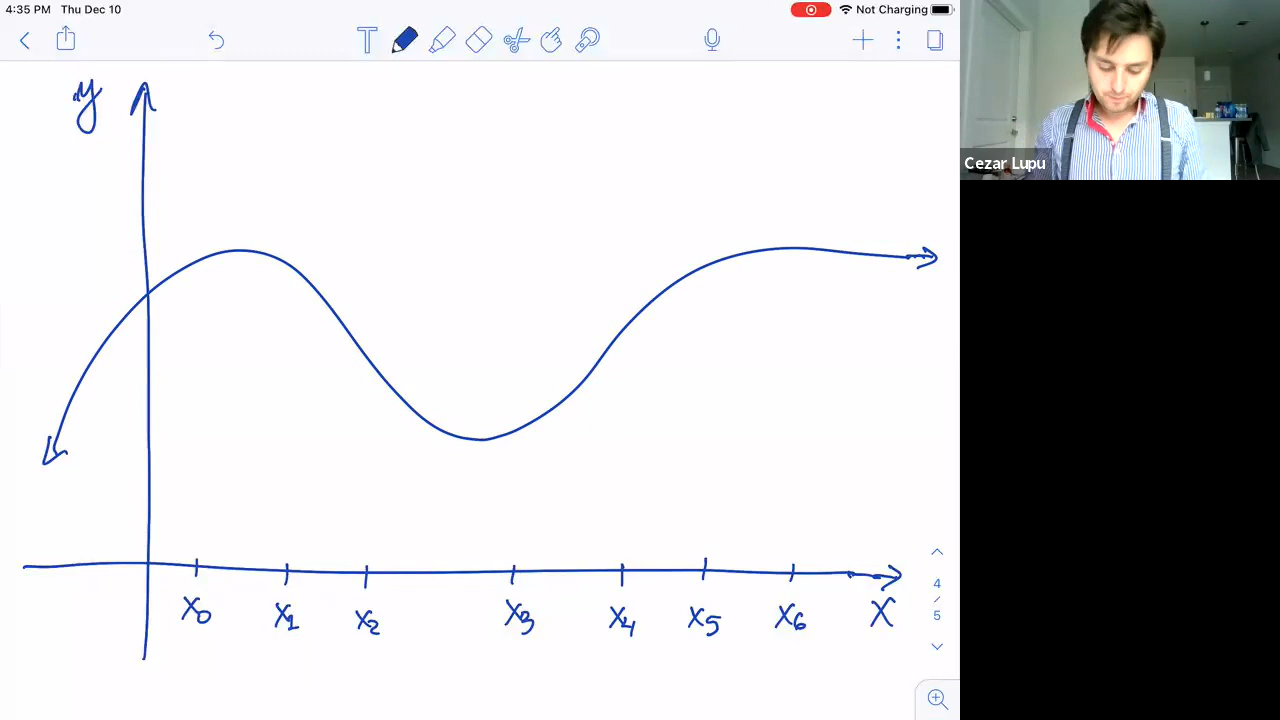 4:35 PM Thu Dec 10
Not Charging
T
Cezar Lupu
y
4
/
5
x0 x1 x2 x3 x4 x5 x6 X